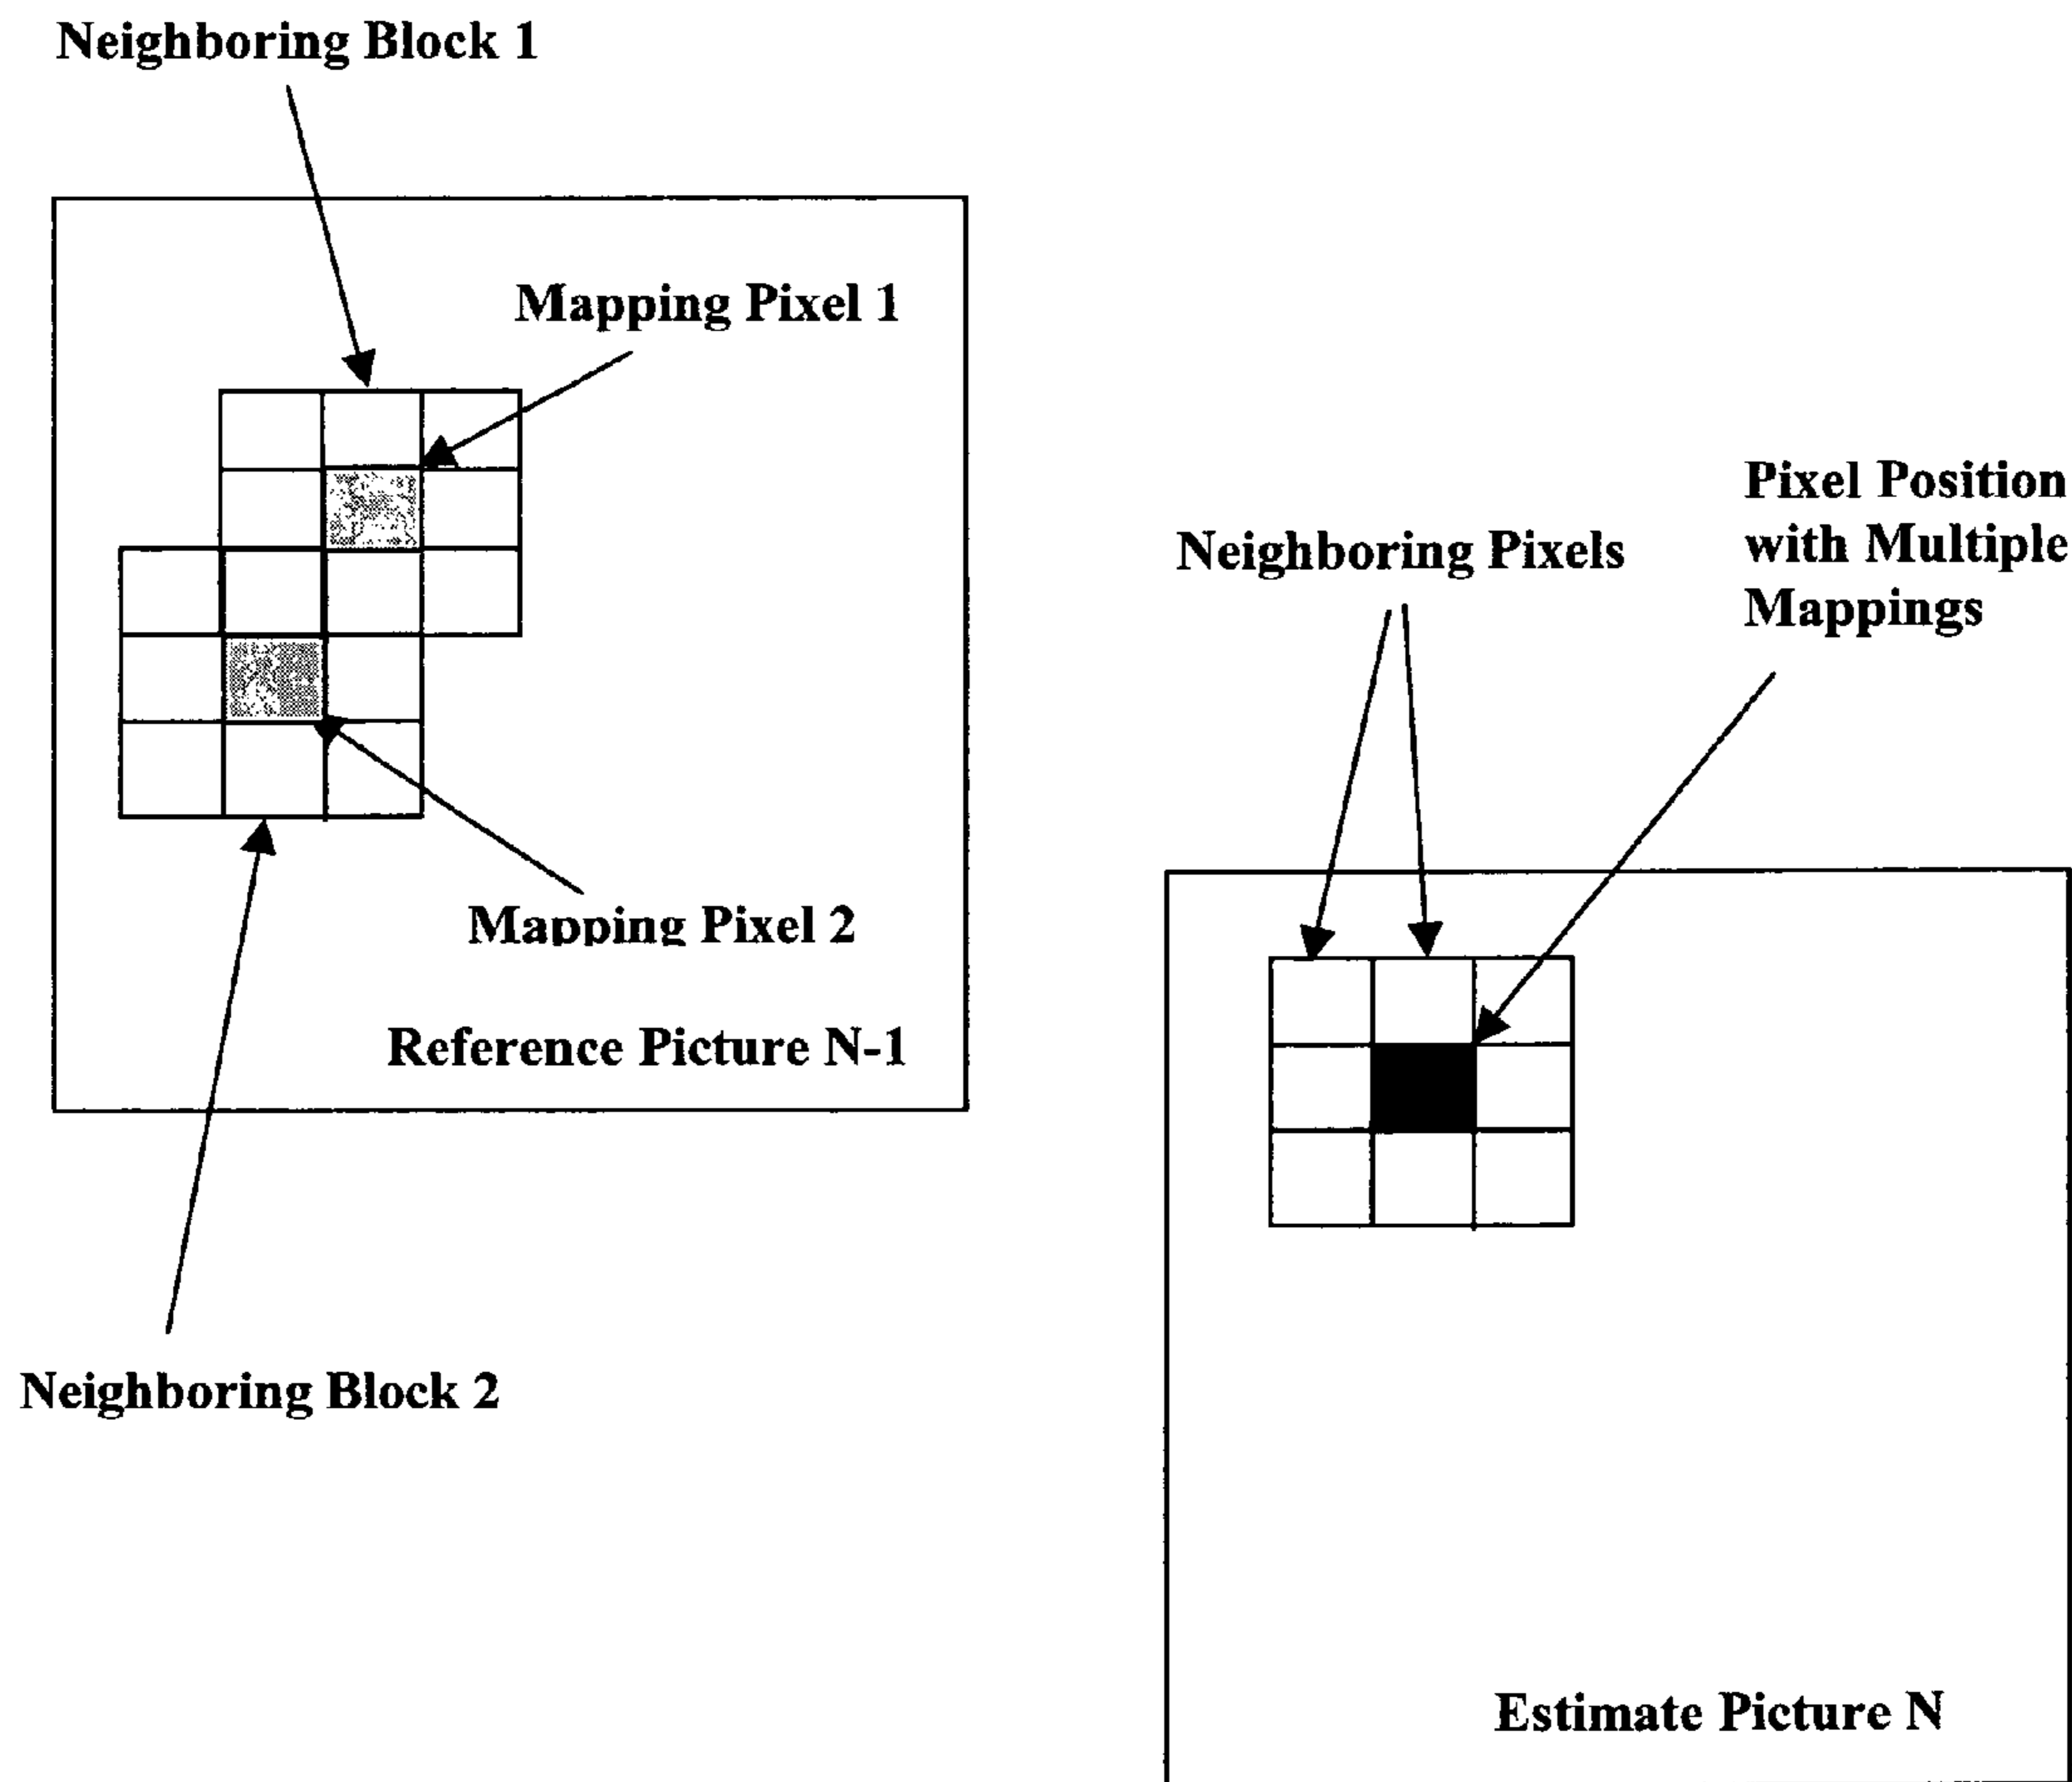 Neighboring Block 1
Mapping Pixel 1
Mapping Pixel 2
Reference Picture N-1
Neighboring Block 2
Neighboring Pixels
Pixel Position
with Multiple
Mappings
Estimate Picture N